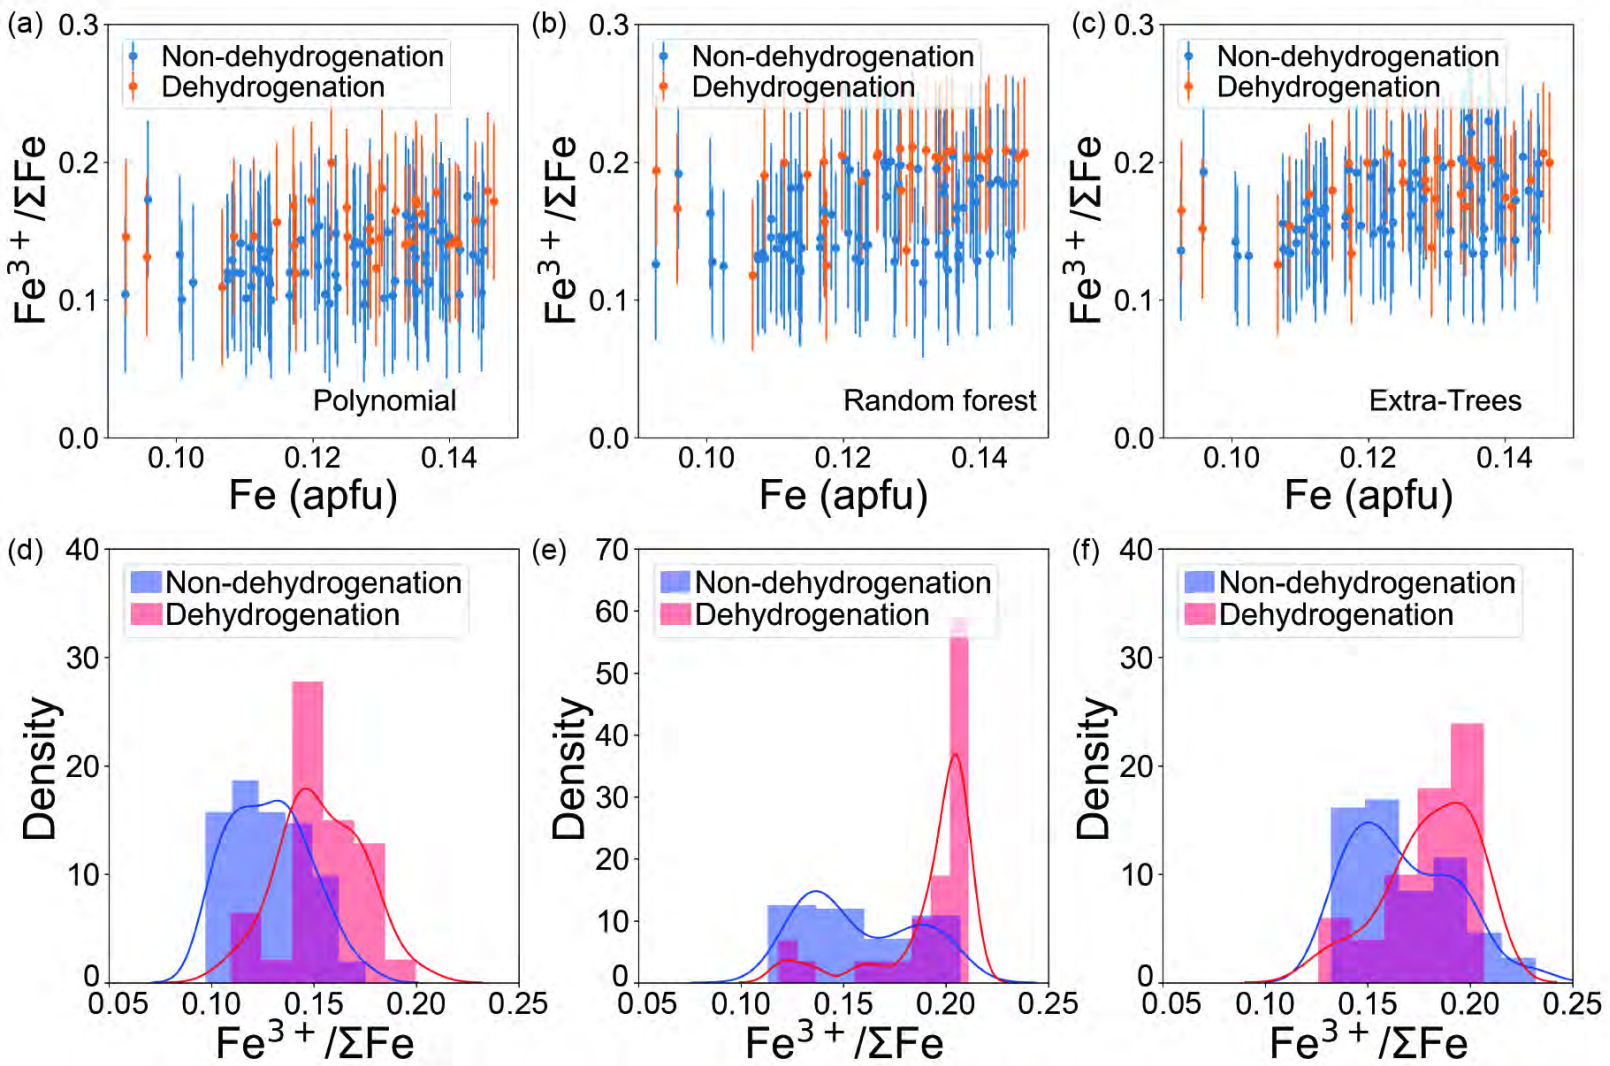 (a)
0.3
0.2
0.1
0.0
Fe3+/ΣFe
Non-dehydrogenation
Dehydrogenation
Polynomial
0.10 0.12 0.14
Fe (apfu)
(b)
0.3
0.2
0.1
0.0
Fe3+/ΣFe
Non-dehydrogenation
Dehydrogenation
Random forest
0.10 0.12 0.14
Fe (apfu)
(c)
0.3
0.2
0.1
0.0
Fe3+/ΣFe
Non-dehydrogenation
Dehydrogenation
Extra-Trees
0.10 0.12 0.14
Fe (apfu)
(d)
40
30
20
10
0
Density
Non-dehydrogenation
Dehydrogenation
0.05 0.10 0.15 0.20 0.25
Fe3+/ΣFe
(e)
70
60
50
40
30
20
10
0
Density
Non-dehydrogenation
Dehydrogenation
0.05 0.10 0.15 0.20 0.25
Fe3+/ΣFe
(f)
40
30
20
10
0
Density
Non-dehydrogenation
Dehydrogenation
0.05 0.10 0.15 0.20 0.25
Fe3+/ΣFe